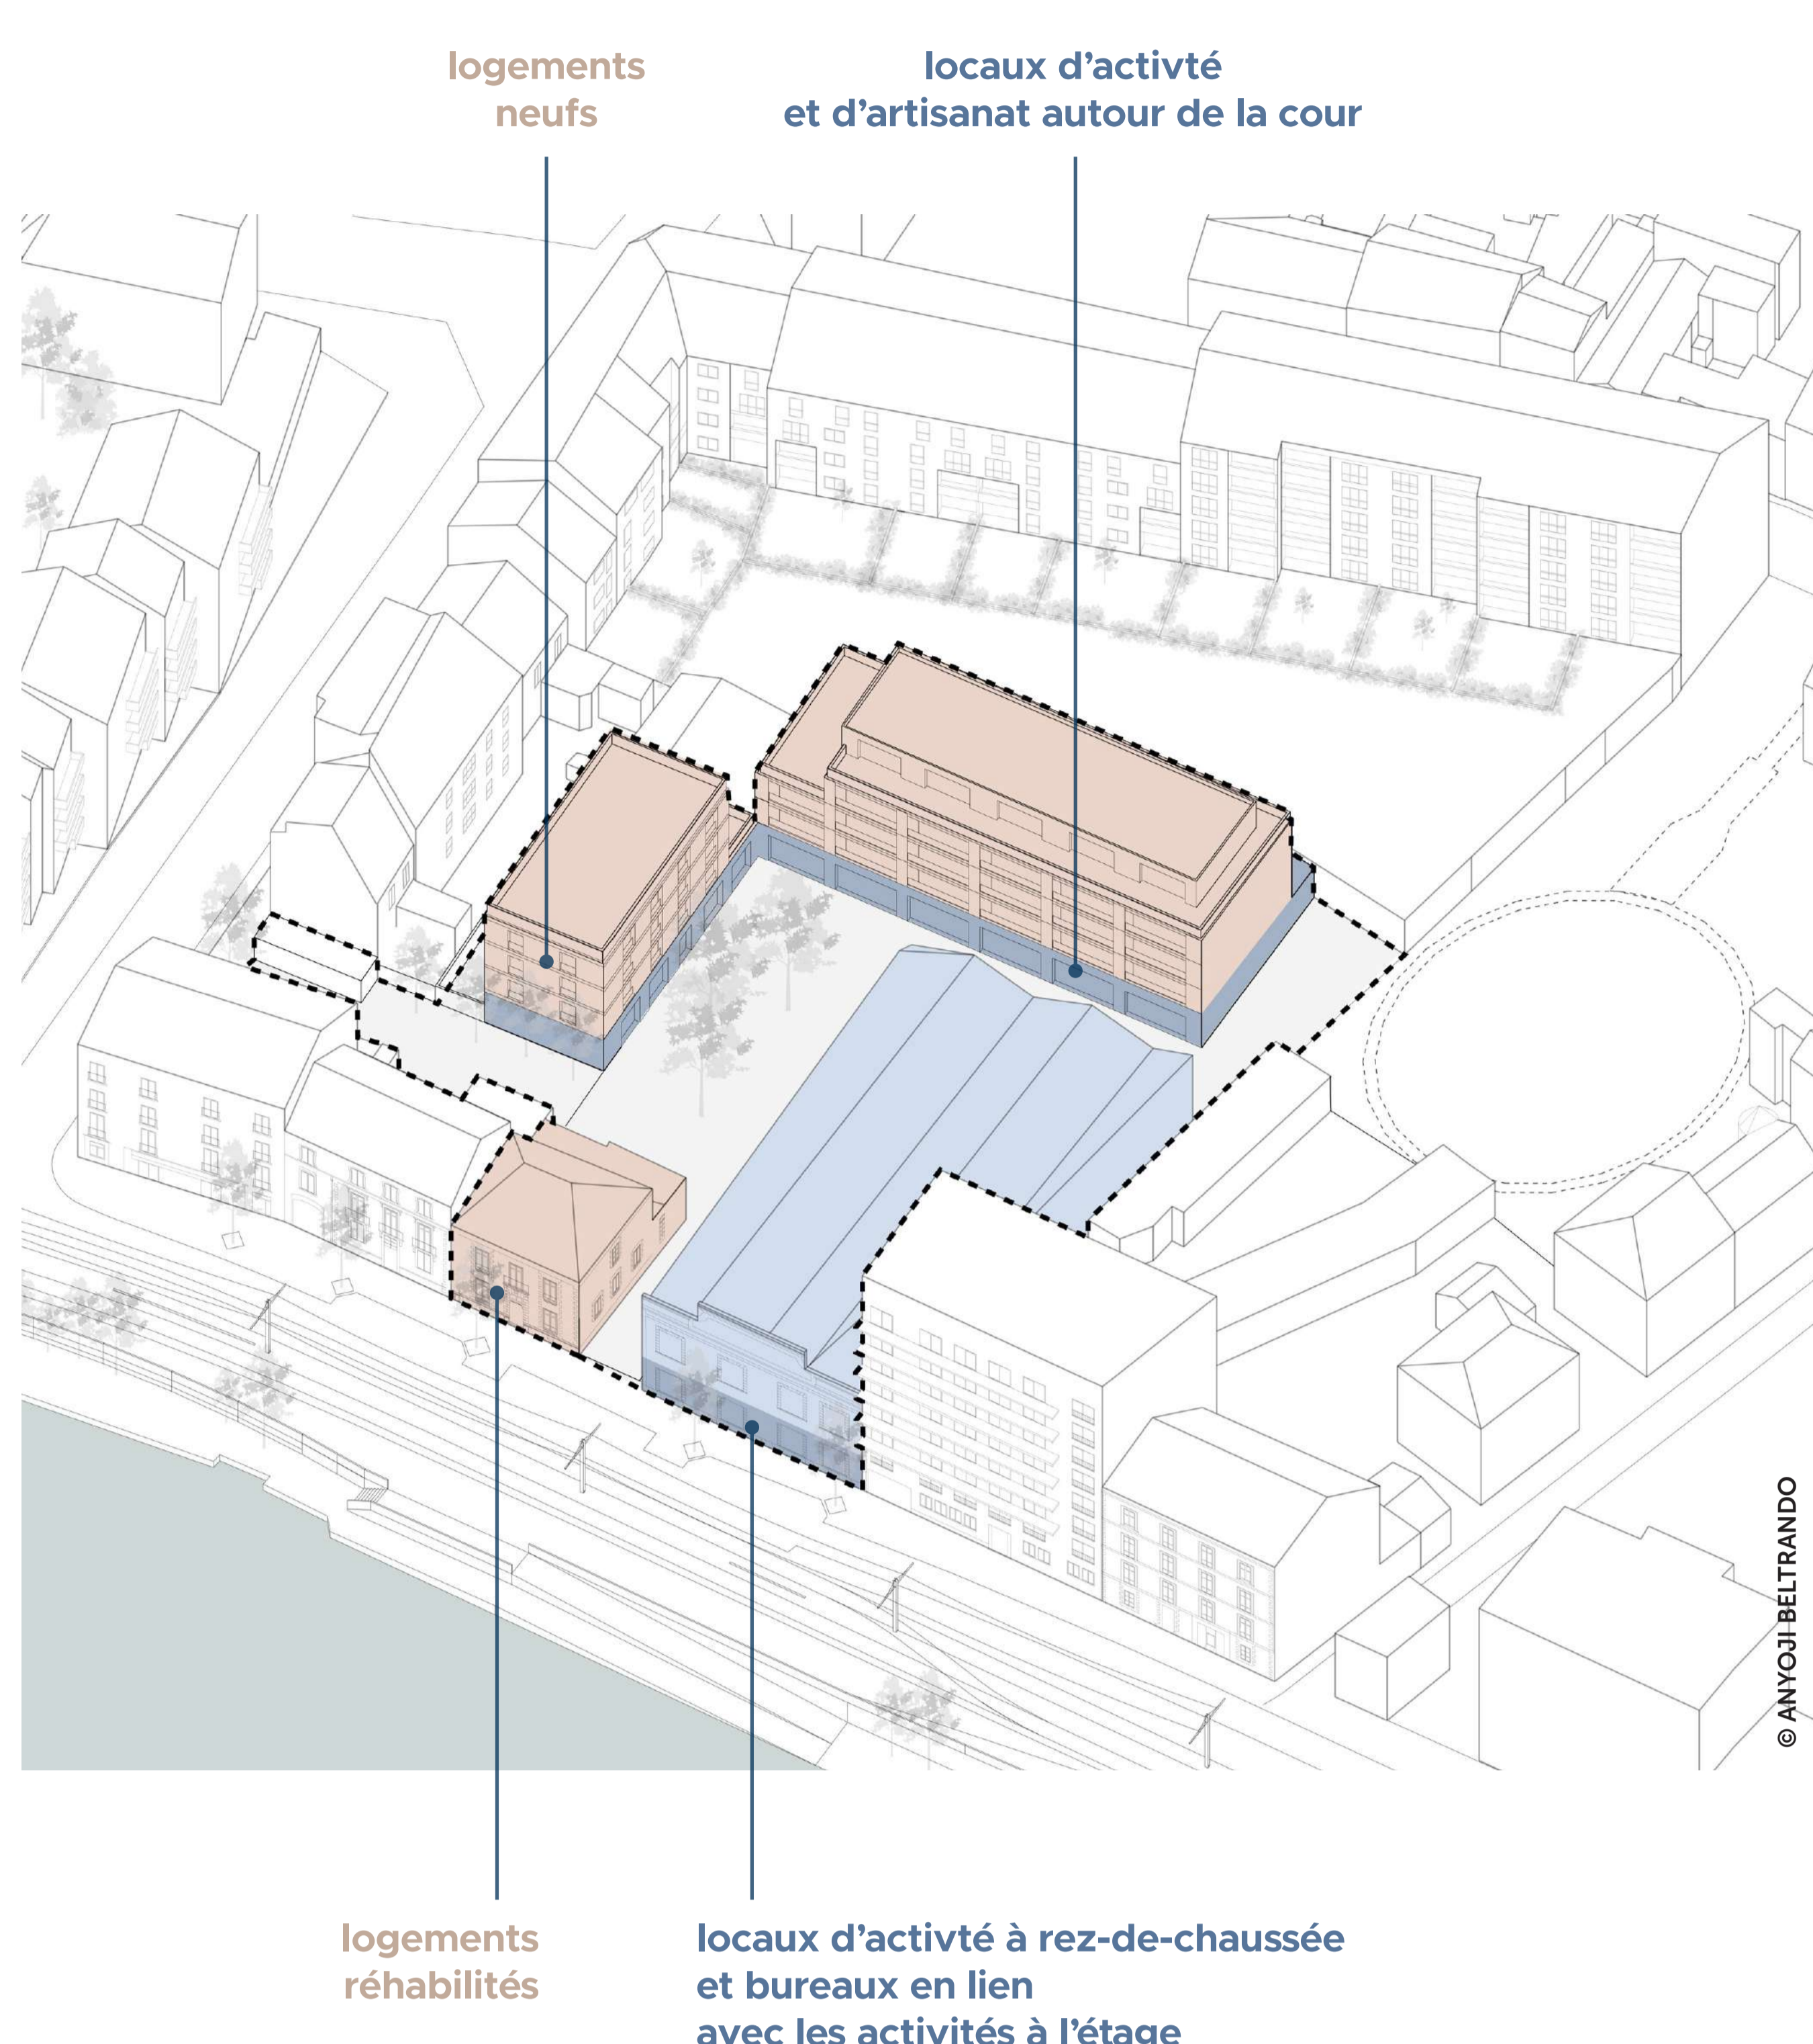 logements
neufs
locaux d’activté
et d’artisanat autour de la cour
© ANYOJI BELTRANDO
logements
réhabilités
locaux d’activté à rez-de-chaussée
et bureaux en lien
avec les activités à l’étage